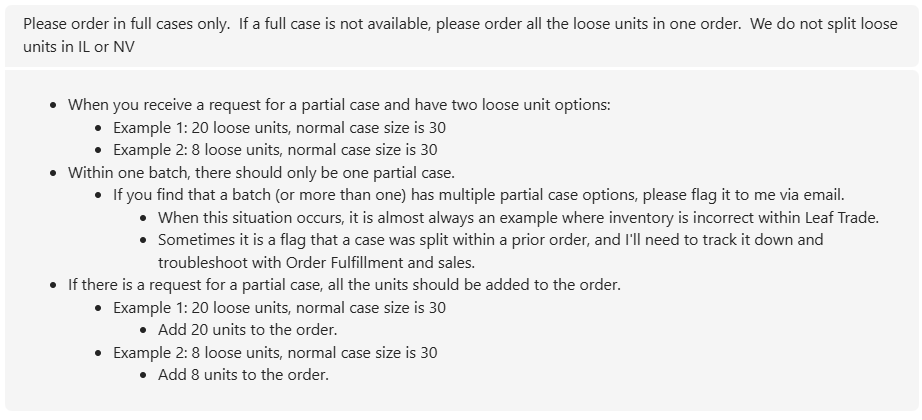 Please order in full cases only.  If a full case is not available, please order all the loose units in one order.  We do not split loose
units in IL or NV
• When you receive a request for a partial case and have two loose unit options:
• Example 1: 20 loose units, normal case size is 30
• Example 2: 8 loose units, normal case size is 30
• Within one batch, there should only be one partial case.
• If you find that a batch (or more than one) has multiple partial case options, please flag it to me via email.
• When this situation occurs, it is almost always an example where inventory is incorrect within Leaf Trade.
• Sometimes it is a flag that a case was split within a prior order, and I'll need to track it down and
troubleshoot with Order Fulfillment and sales.
• If there is a request for a partial case, all the units should be added to the order.
• Example 1: 20 loose units, normal case size is 30
• Add 20 units to the order.
• Example 2: 8 loose units, normal case size is 30
• Add 8 units to the order.